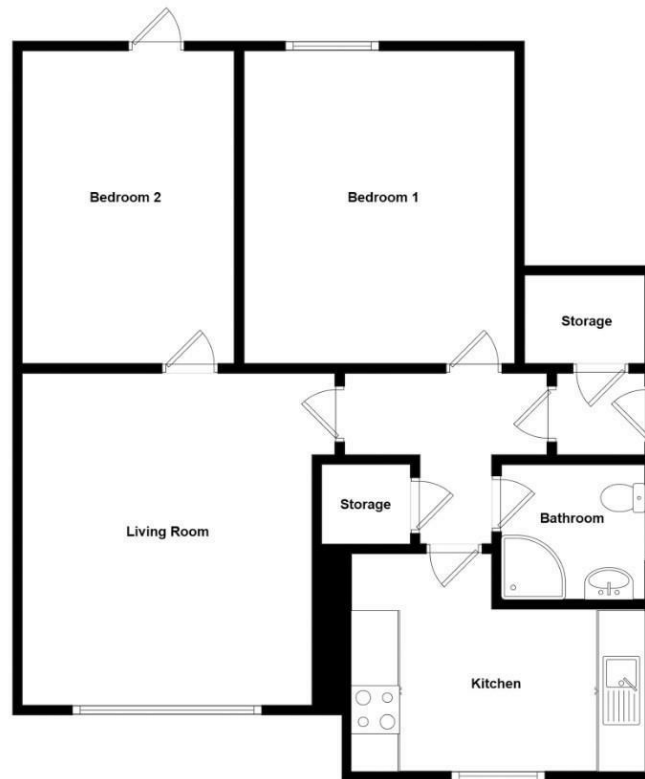 Bedroom 2
Bedroom 1
Storage
Storage
Bathroom
Living Room
Kitchen